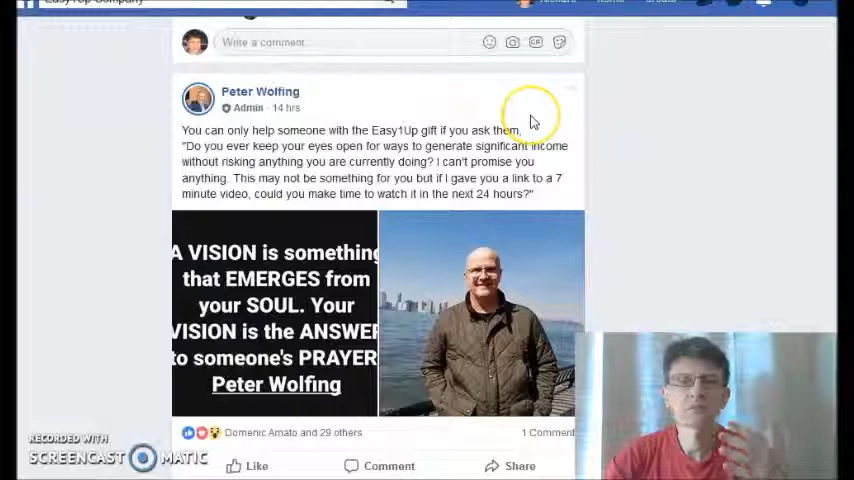 Write a comment...
GIF
Peter Wolfing
Admin · 14 hrs
You can only help someone with the Easy1Up gift if you ask them,
"Do you ever keep your eyes open for ways to generate significant income
without risking anything you are currently doing? I can't promise you
anything. This may not be something for you but if I gave you a link to a 7
minute video, could you make time to watch it in the next 24 hours?"
A VISION is something
that EMERGES from
your SOUL. Your
VISION is the ANSWER
to someone's PRAYER
Peter Wolfing
Domenic Amato and 29 others
1 Comment
Like
Comment
Share
RECORDED WITH
SCREENCAST MATIC